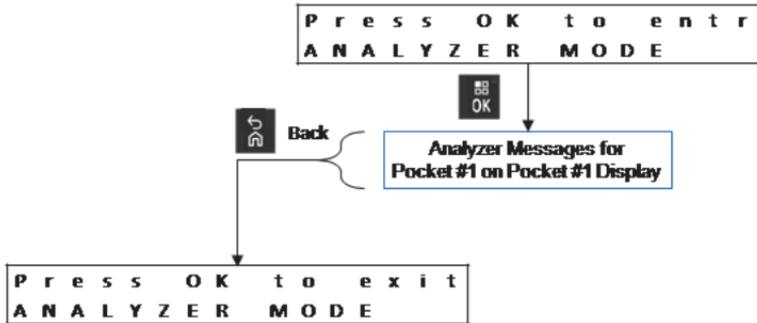 Press OK to entr
ANALYZER MODE
OK
Back
Analyzer Messages for
Pocket #1 on Pocket #1 Display
Press OK to exit
ANALYZER MODE